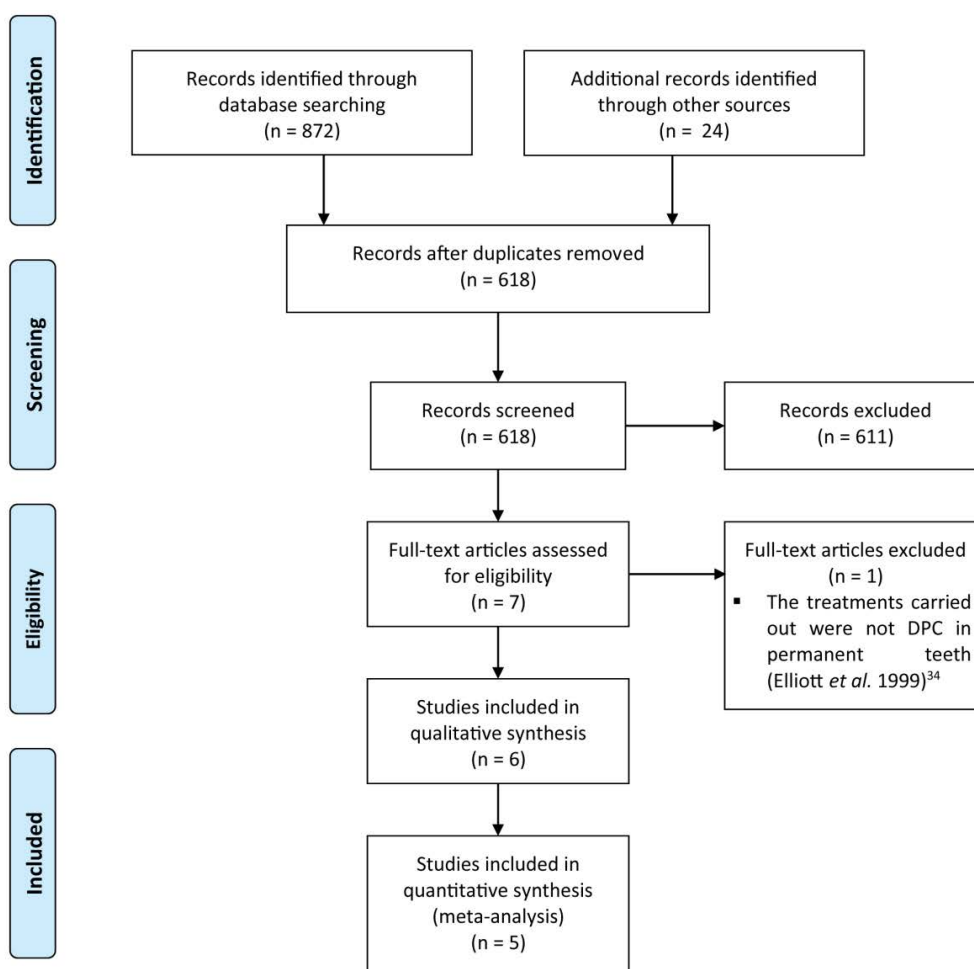 Identification
Records identified through
database searching
(n = 872)
Additional records identified
through other sources
(n = 24)
Records after duplicates removed
(n = 618)
Screening
Records screened
(n = 618)
Records excluded
(n = 611)
Eligibility
Full-text articles assessed
for eligibility
(n = 7)
Full-text articles excluded
(n = 1)
▪ The treatments carried
out were not DPC in
permanent teeth
(Elliott et al. 1999)³⁴
Studies included in
qualitative synthesis
(n = 6)
Included
Studies included in
quantitative synthesis
(meta-analysis)
(n = 5)